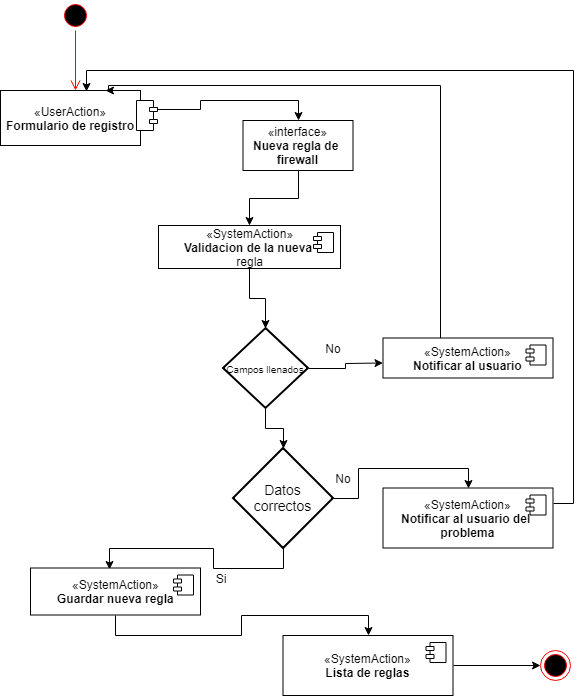 «UserAction»
Formulario de registro
«interface»
Nueva regla de
firewall
«SystemAction»
Validacion de la nueva
regla
Campos llenados
No
«SystemAction»
Notificar al usuario
Datos
correctos
No
«SystemAction»
Notificar al usuario del
problema
Si
«SystemAction»
Guardar nueva regla
«SystemAction»
Lista de reglas